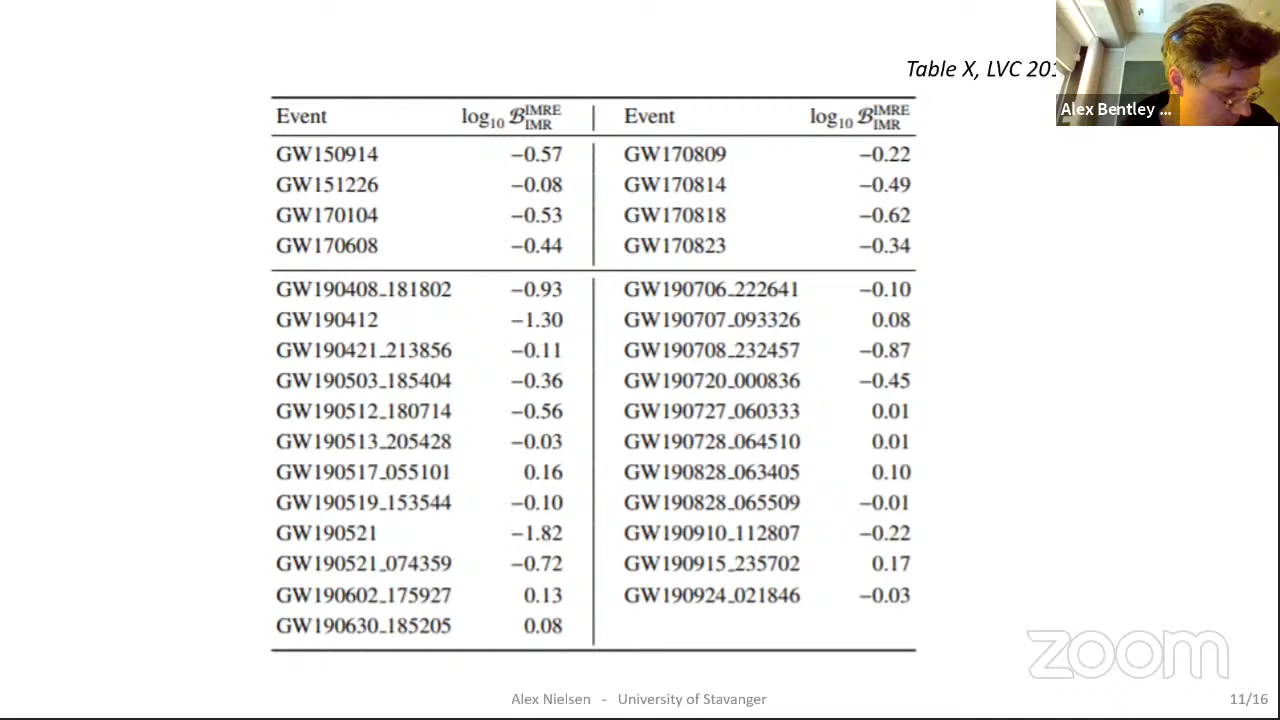 Table X, LVC 20
Alex Bentley ...
Event log₁₀ ℬ^IMRE_IMR Event log₁₀ ℬ^IMRE_IMR
GW150914 −0.57 GW170809 −0.22
GW151226 −0.08 GW170814 −0.49
GW170104 −0.53 GW170818 −0.62
GW170608 −0.44 GW170823 −0.34
GW190408_181802 −0.93 GW190706_222641 −0.10
GW190412 −1.30 GW190707_093326 0.08
GW190421_213856 −0.11 GW190708_232457 −0.87
GW190503_185404 −0.36 GW190720_000836 −0.45
GW190512_180714 −0.56 GW190727_060333 0.01
GW190513_205428 −0.03 GW190728_064510 0.01
GW190517_055101 0.16 GW190828_063405 0.10
GW190519_153544 −0.10 GW190828_065509 −0.01
GW190521 −1.82 GW190910_112807 −0.22
GW190521_074359 −0.72 GW190915_235702 0.17
GW190602_175927 0.13 GW190924_021846 −0.03
GW190630_185205 0.08
zoom
Alex Nielsen - University of Stavanger 11/16